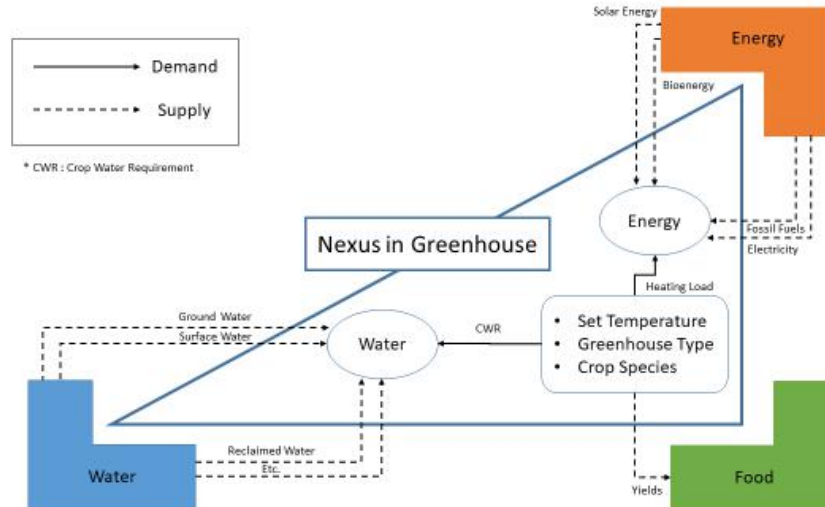 Solar Energy
Energy
Demand
Bioenergy
Supply
* CWR : Crop Water Requirement
Energy
Nexus in Greenhouse
Fossil Fuels
Electricity
Heating Load
Ground Water
• Set Temperature
Surface Water
Water
CWR
• Greenhouse Type
• Crop Species
Reclaimed Water
Etc.
Water
Yields
Food